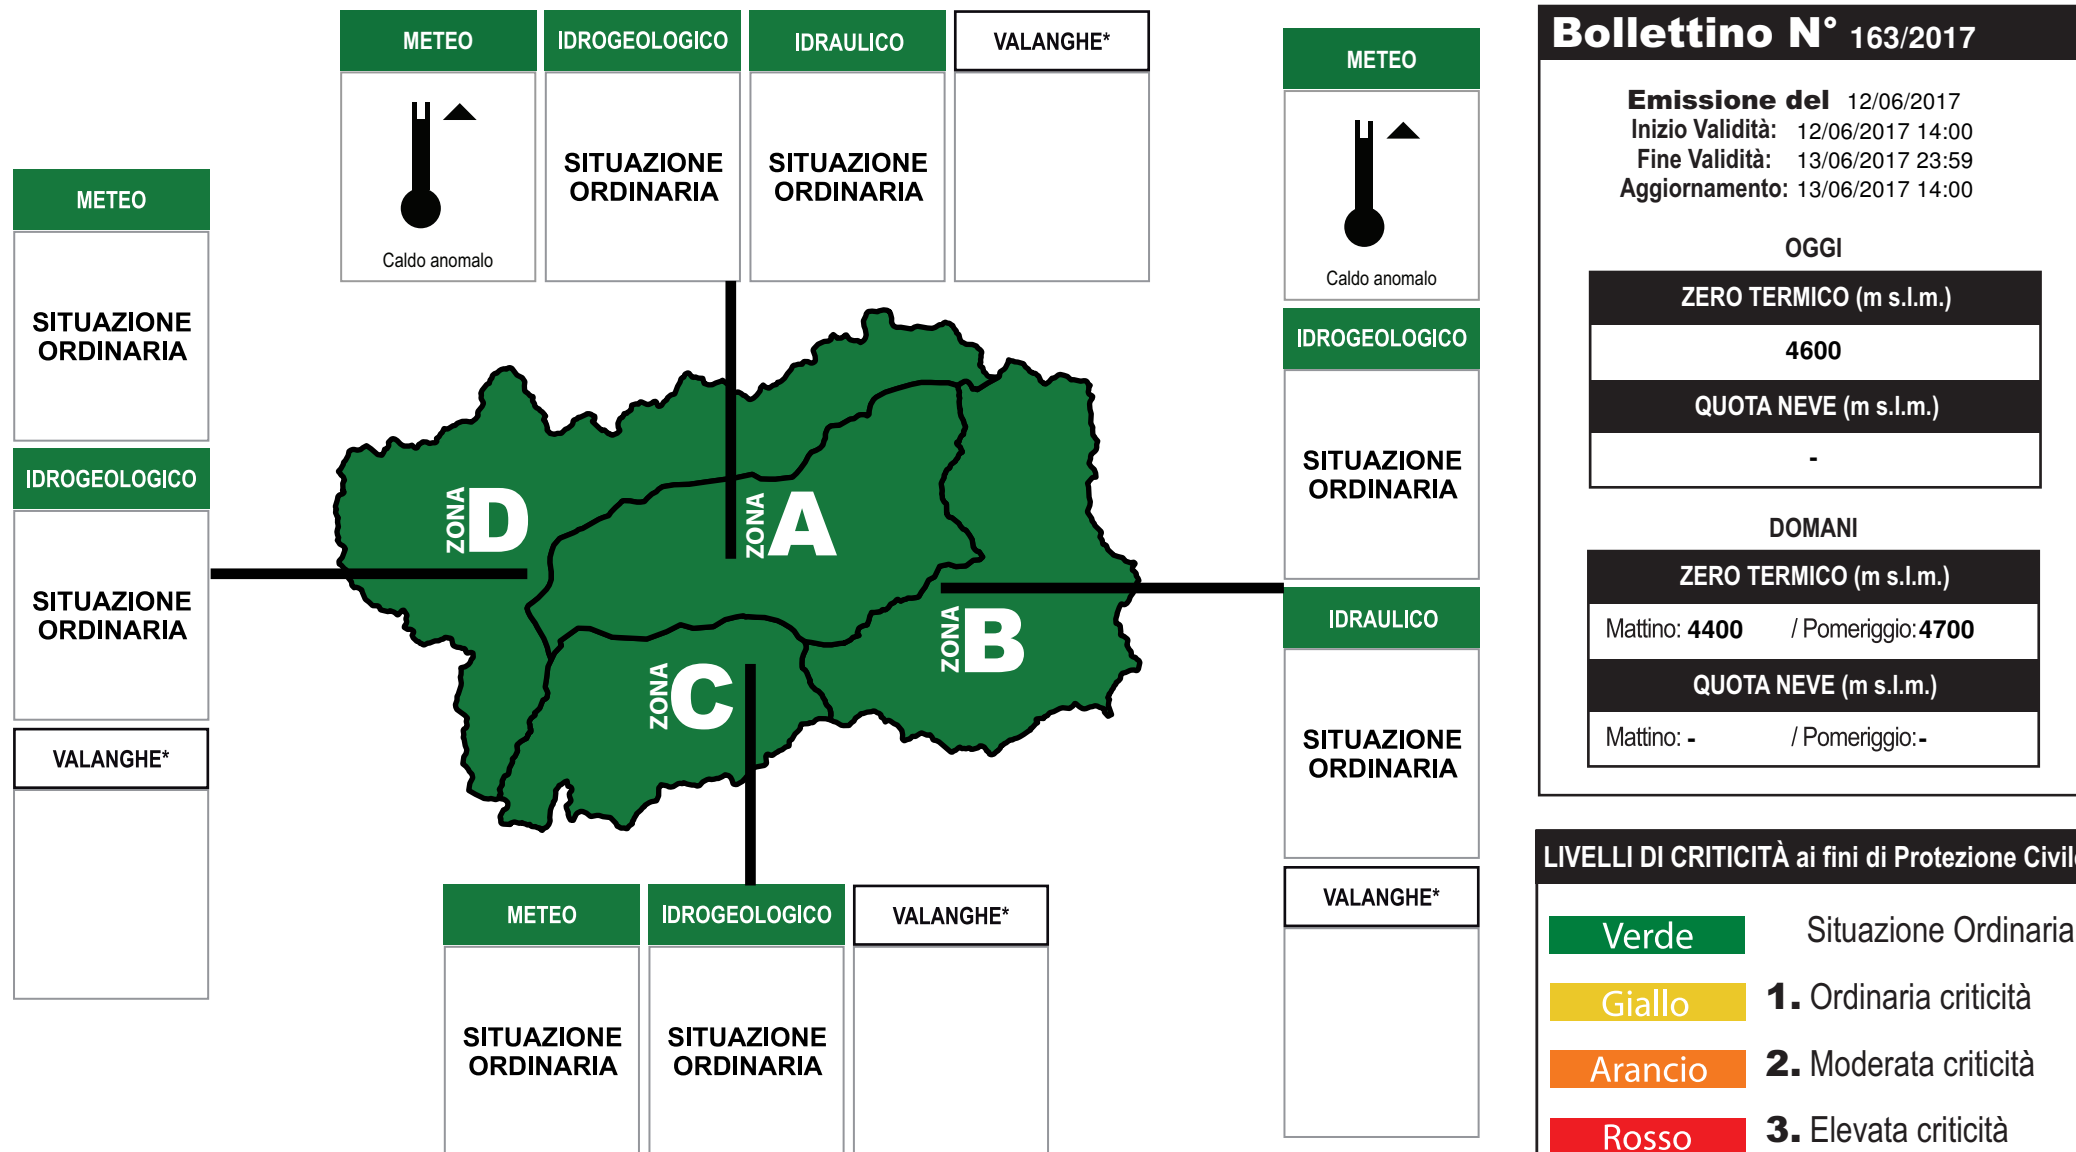 METEO
IDROGEOLOGICO
IDRAULICO
VALANGHE*
Caldo anomalo
SITUAZIONE
ORDINARIA
SITUAZIONE
ORDINARIA
METEO
SITUAZIONE
ORDINARIA
IDROGEOLOGICO
SITUAZIONE
ORDINARIA
VALANGHE*
ZONA D
ZONA A
ZONA B
ZONA C
METEO
IDROGEOLOGICO
VALANGHE*
SITUAZIONE
ORDINARIA
SITUAZIONE
ORDINARIA
METEO
Caldo anomalo
IDROGEOLOGICO
SITUAZIONE
ORDINARIA
IDRAULICO
SITUAZIONE
ORDINARIA
VALANGHE*
Bollettino N° 163/2017
Emissione del 12/06/2017
Inizio Validità: 12/06/2017 14:00
Fine Validità: 13/06/2017 23:59
Aggiornamento: 13/06/2017 14:00
OGGI
ZERO TERMICO (m s.l.m.)
4600
QUOTA NEVE (m s.l.m.)
-
DOMANI
ZERO TERMICO (m s.l.m.)
Mattino: 4400 / Pomeriggio: 4700
QUOTA NEVE (m s.l.m.)
Mattino: - / Pomeriggio: -
LIVELLI DI CRITICITÀ ai fini di Protezione Civile
Verde Situazione Ordinaria
Giallo 1. Ordinaria criticità
Arancio 2. Moderata criticità
Rosso 3. Elevata criticità